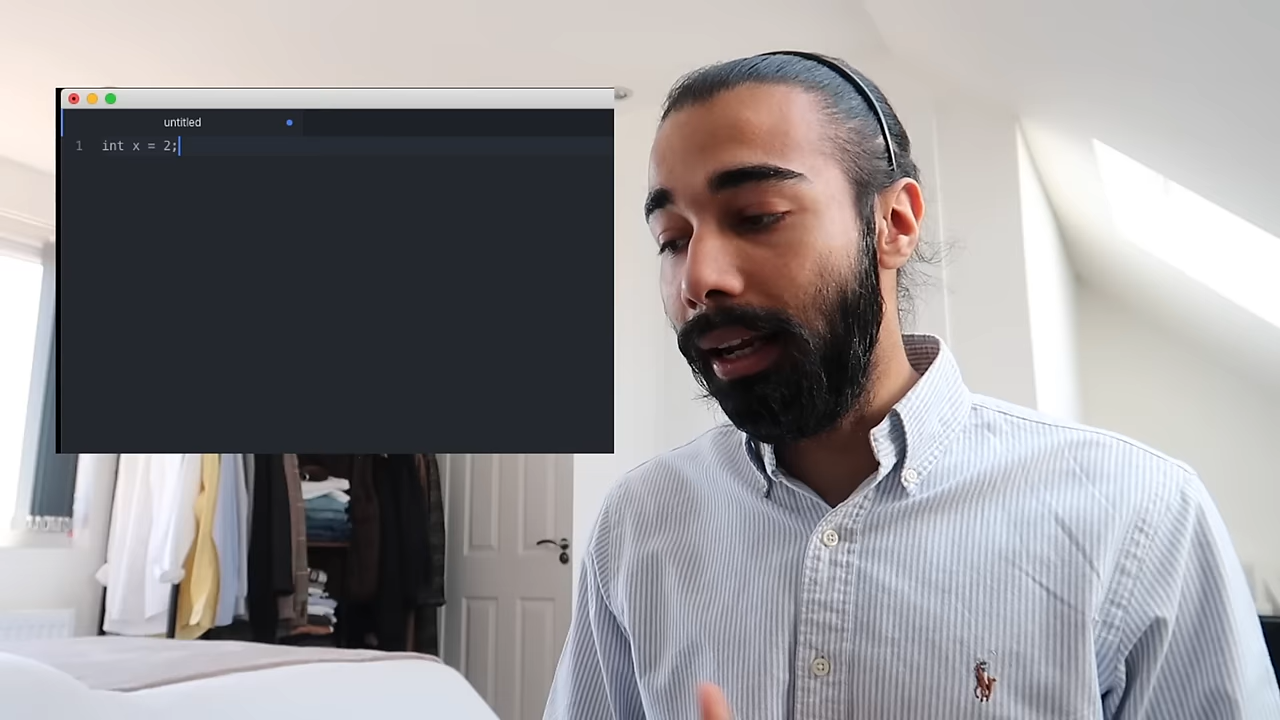 untitled
1 int x = 2;